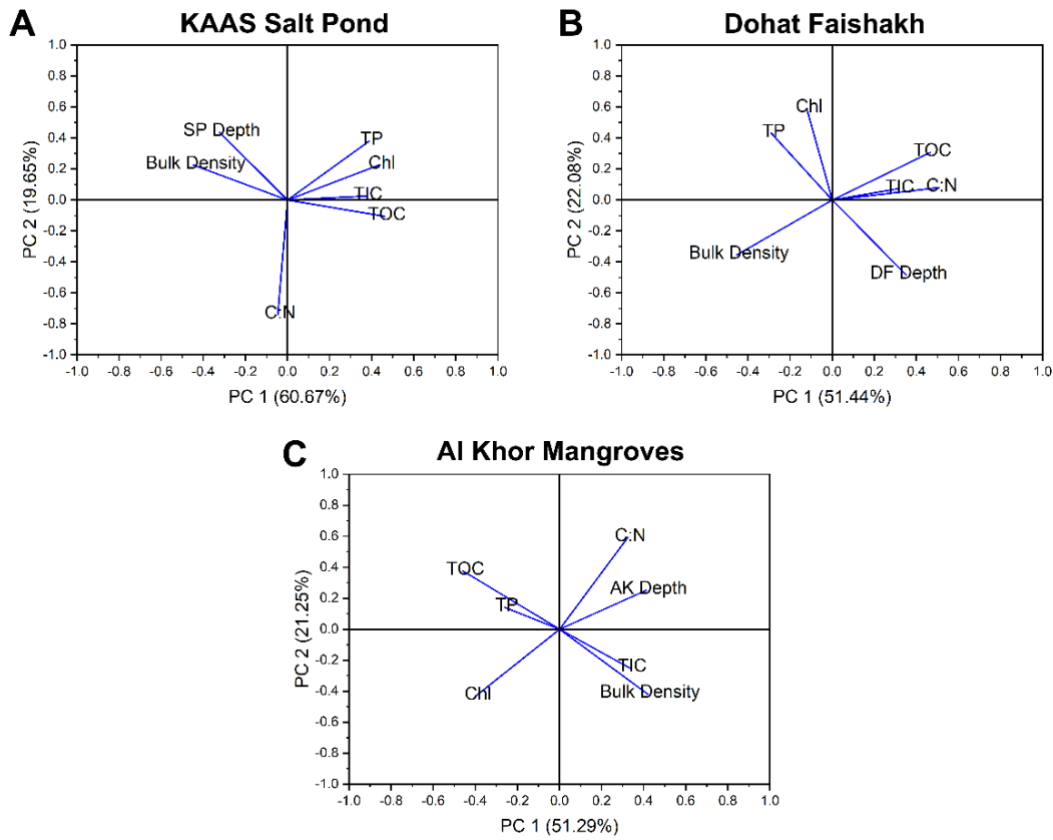 A
KAAS Salt Pond
1.0
0.8
0.6
0.4
0.2
0.0
-0.2
-0.4
-0.6
-0.8
-1.0
PC 2 (19.65%)
SP Depth
TP
Bulk Density
Chl
TIC
TOC
C:N
-1.0 -0.8 -0.6 -0.4 -0.2 0.0 0.2 0.4 0.6 0.8 1.0
PC 1 (60.67%)
B
Dohat Faishakh
1.0
0.8
0.6
0.4
0.2
0.0
-0.2
-0.4
-0.6
-0.8
-1.0
PC 2 (22.08%)
Chl
TP
TOC
TIC C:N
Bulk Density
DF Depth
-1.0 -0.8 -0.6 -0.4 -0.2 0.0 0.2 0.4 0.6 0.8 1.0
PC 1 (51.44%)
C
Al Khor Mangroves
1.0
0.8
0.6
0.4
0.2
0.0
-0.2
-0.4
-0.6
-0.8
-1.0
PC 2 (21.25%)
C:N
TOC
AK Depth
TP
TIC
Chl
Bulk Density
-1.0 -0.8 -0.6 -0.4 -0.2 0.0 0.2 0.4 0.6 0.8 1.0
PC 1 (51.29%)